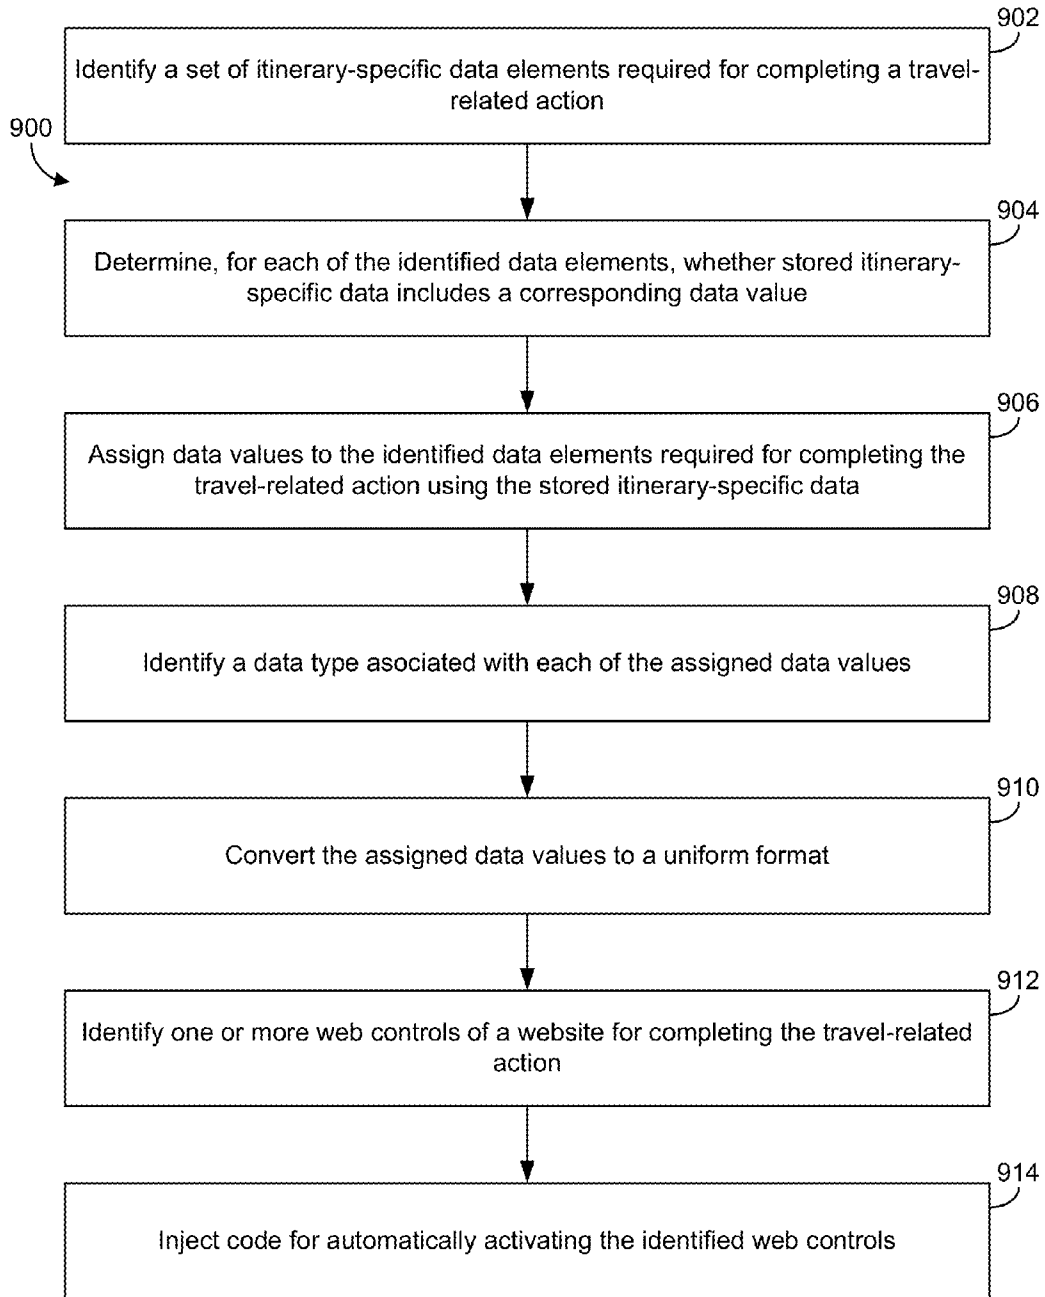 902
Identify a set of itinerary-specific data elements required for completing a travel-
related action
900
904
Determine, for each of the identified data elements, whether stored itinerary-
specific data includes a corresponding data value
906
Assign data values to the identified data elements required for completing the
travel-related action using the stored itinerary-specific data
908
Identify a data type asociated with each of the assigned data values
910
Convert the assigned data values to a uniform format
912
Identify one or more web controls of a website for completing the travel-related
action
914
Inject code for automatically activating the identified web controls